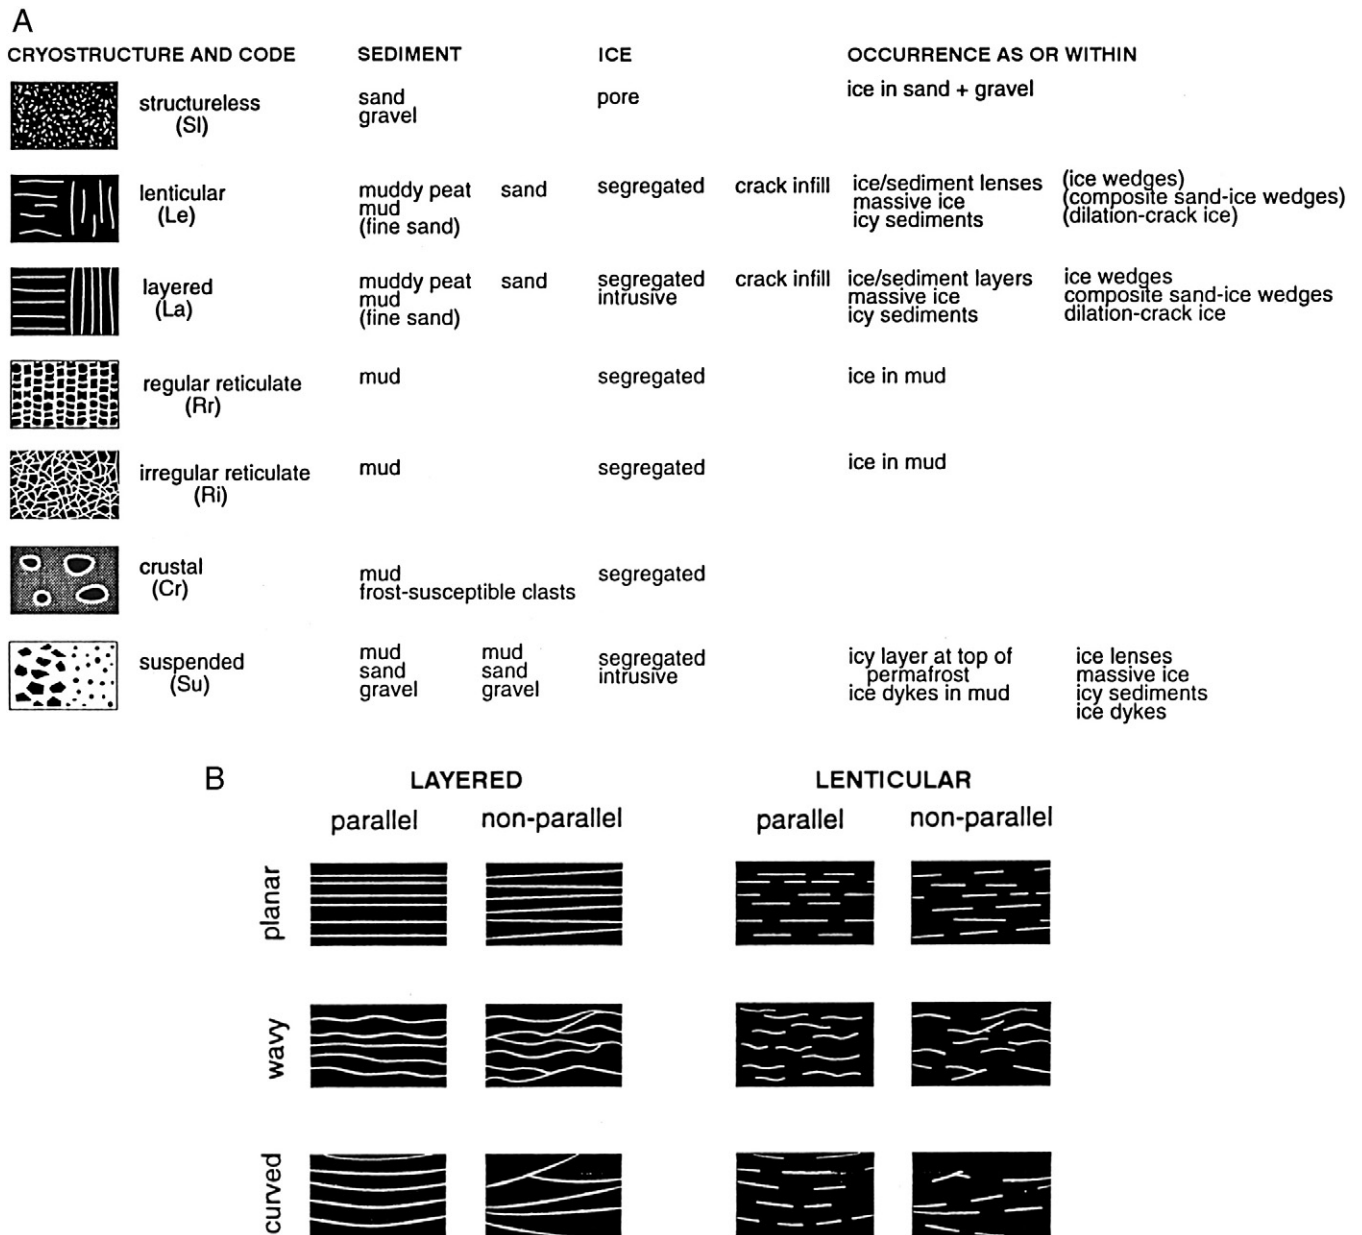 A
CRYOSTRUCTURE AND CODE SEDIMENT ICE OCCURRENCE AS OR WITHIN
structureless
(Sl)
sand
gravel
pore
ice in sand + gravel
lenticular
(Le)
muddy peat
mud
(fine sand)
sand
segregated
crack infill
ice/sediment lenses
massive ice
icy sediments
(ice wedges)
(composite sand-ice wedges)
(dilation-crack ice)
layered
(La)
muddy peat
mud
(fine sand)
sand
segregated
intrusive
crack infill
ice/sediment layers
massive ice
icy sediments
ice wedges
composite sand-ice wedges
dilation-crack ice
regular reticulate
(Rr)
mud
segregated
ice in mud
irregular reticulate
(Ri)
mud
segregated
ice in mud
crustal
(Cr)
mud
frost-susceptible clasts
segregated
suspended
(Su)
mud
sand
gravel
mud
sand
gravel
segregated
intrusive
icy layer at top of
permafrost
ice dykes in mud
ice lenses
massive ice
icy sediments
ice dykes
B
LAYERED LENTICULAR
parallel non-parallel parallel non-parallel
planar
wavy
curved